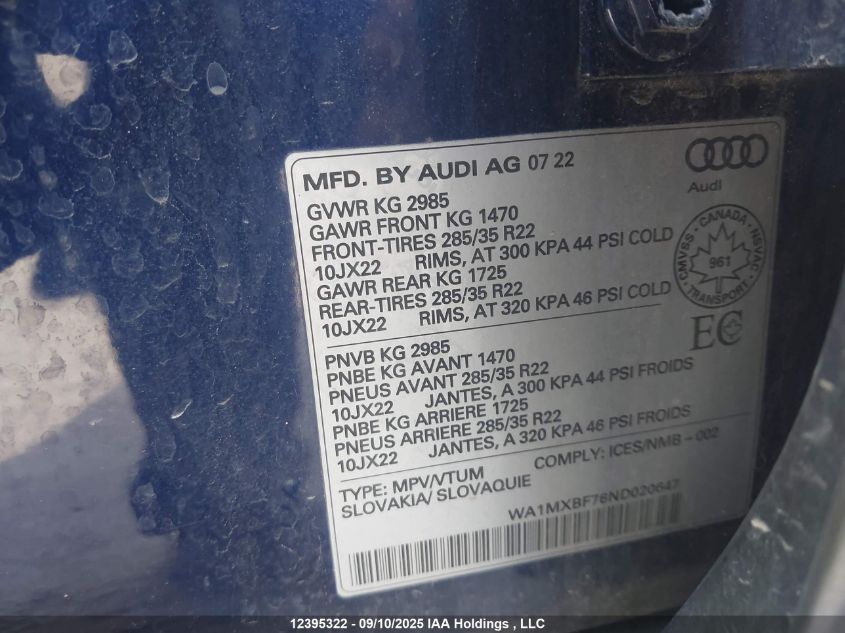 MFD. BY AUDI AG 07 22
Audi
GVWR KG 2985
GAWR FRONT KG 1470
FRONT-TIRES 285/35 R22
10JX22 RIMS, AT 300 KPA 44 PSI COLD
GAWR REAR KG 1725
REAR-TIRES 285/35 R22
10JX22 RIMS, AT 320 KPA 46 PSI COLD
CMVSS - CANADA - NSVAC
961
TRANSPORT
EC
PNVB KG 2985
PNBE KG AVANT 1470
PNEUS AVANT 285/35 R22
10JX22 JANTES, A 300 KPA 44 PSI FROIDS
PNBE KG ARRIERE 1725
PNEUS ARRIERE 285/35 R22
10JX22 JANTES, A 320 KPA 46 PSI FROIDS
TYPE: MPV/VTUM COMPLY: ICES/NMB - 002
SLOVAKIA/ SLOVAQUIE
WA1MXBF76ND020647
12395322 - 09/10/2025 IAA Holdings , LLC